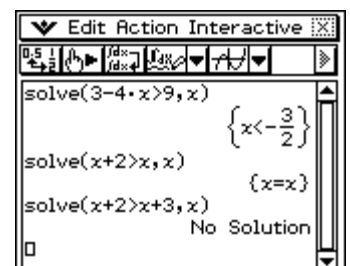 Edit Action Interactive
solve(3-4·x>9,x)
{x<-3/2}
solve(x+2>x,x)
{x=x}
solve(x+2>x+3,x)
No Solution